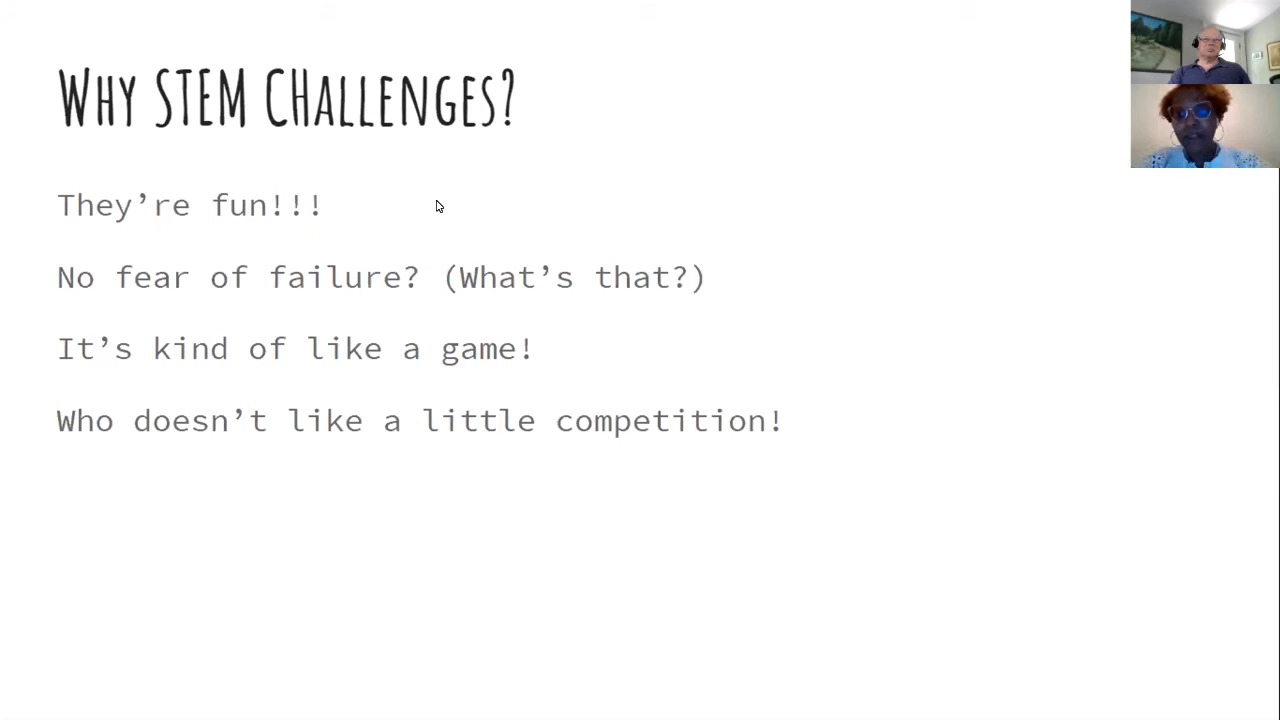 Why STEM CHallenges?
They’re fun!!!
No fear of failure? (What’s that?)
It’s kind of like a game!
Who doesn’t like a little competition!